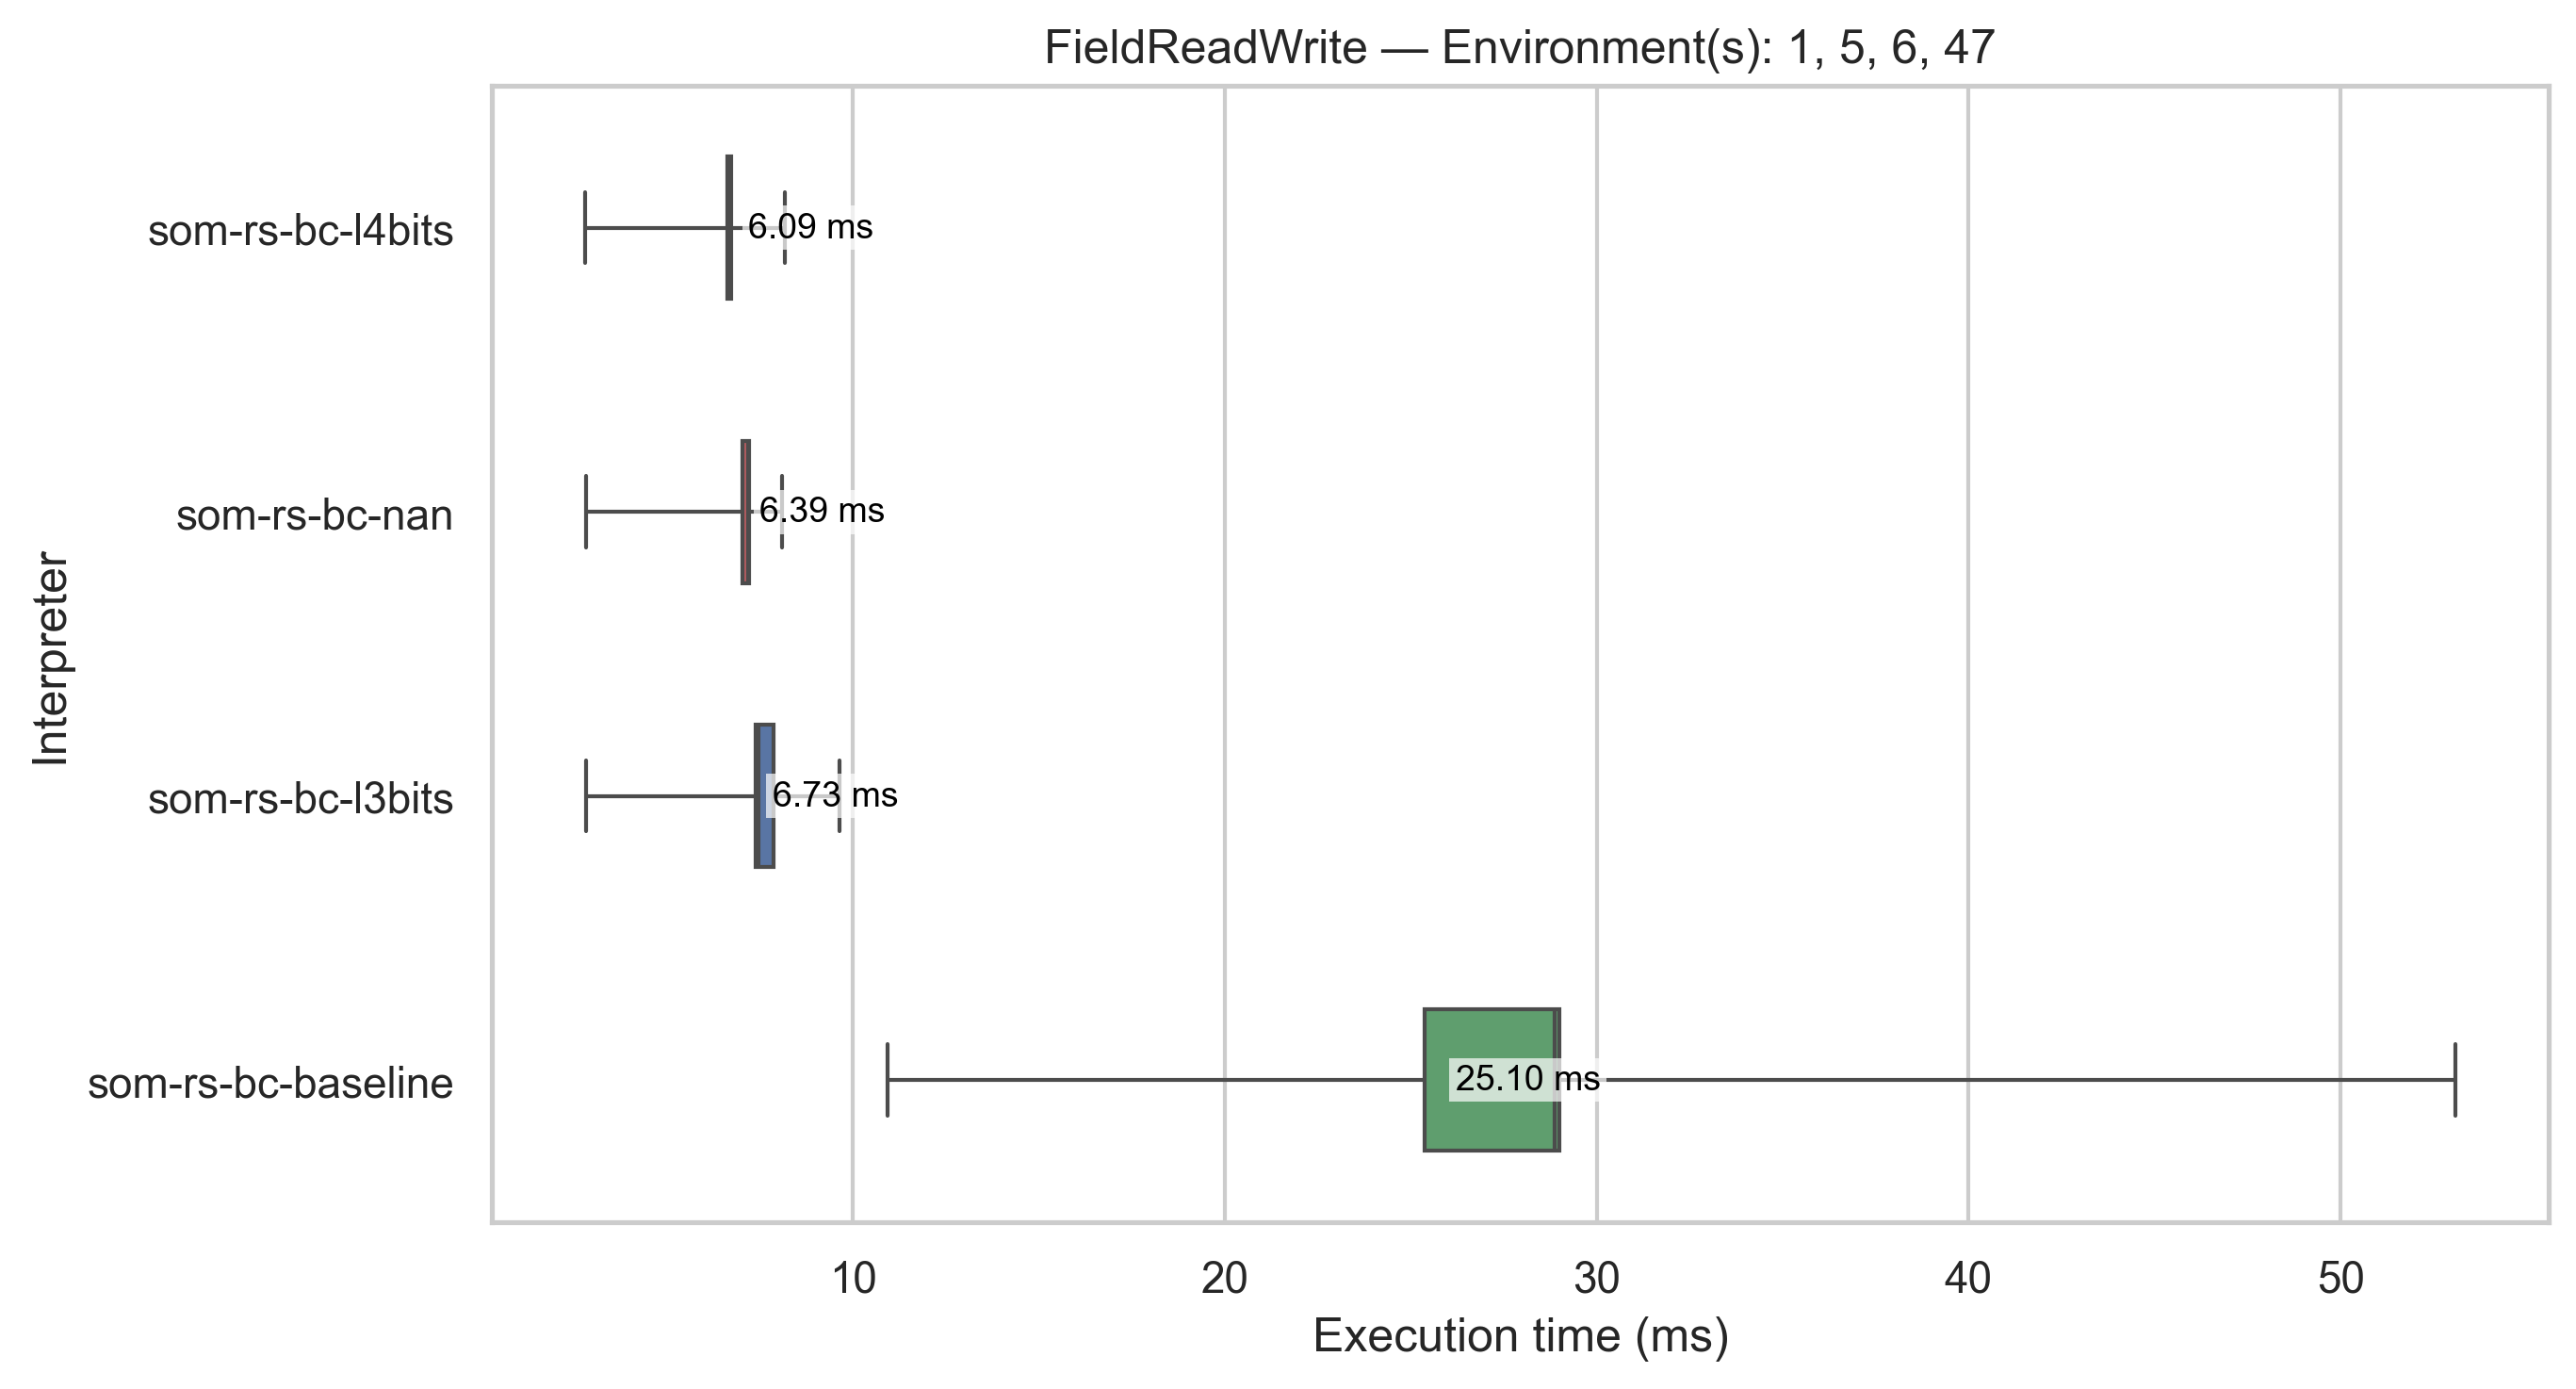 FieldReadWrite — Environment(s): 1, 5, 6, 47
som-rs-bc-l4bits
6.09 ms
som-rs-bc-nan
6.39 ms
som-rs-bc-l3bits
6.73 ms
som-rs-bc-baseline
25.10 ms
Interpreter
10 20 30 40 50
Execution time (ms)